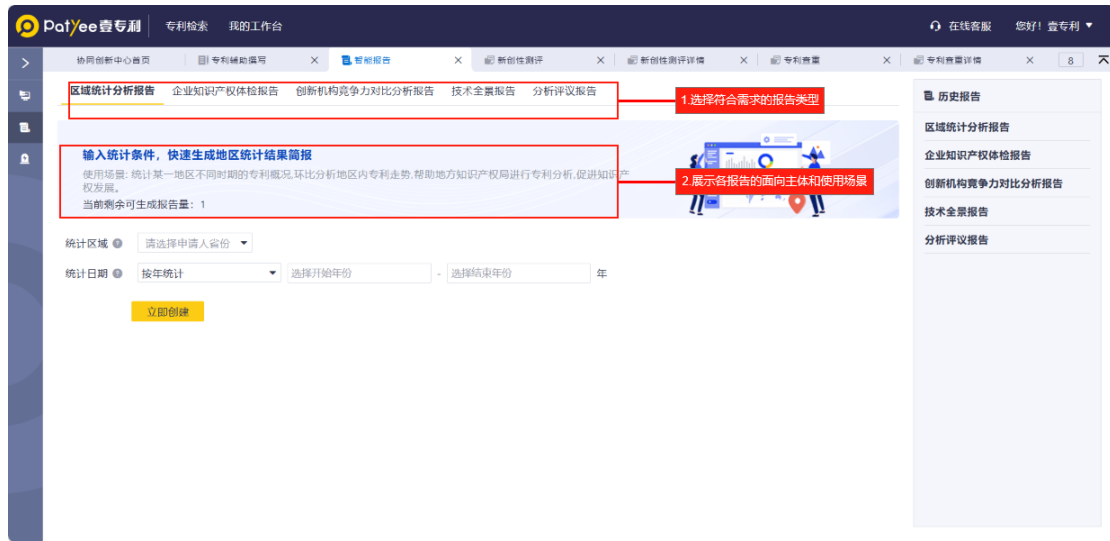 Patyee壹专利 专利检索 我的工作台 在线客服 您好！壹专利
协同创新中心首页 专利辅助撰写 智能报告 新创性测评 新创性测评详情 专利查重 专利查重详情 8
区域统计分析报告 企业知识产权体检报告 创新机构竞争力对比分析报告 技术全景报告 分析评议报告
1.选择符合需求的报告类型
输入统计条件，快速生成地区统计结果简报
使用场景: 统计某一地区不同时期的专利概况,环比分析地区内专利走势,帮助地方知识产权局进行专利分析,促进知识产
权发展。
当前剩余可生成报告量：1
2.展示各报告的面向主体和使用场景
统计区域 请选择申请人省份
统计日期 按年统计 选择开始年份 - 选择结束年份 年
立即创建
历史报告
区域统计分析报告
企业知识产权体检报告
创新机构竞争力对比分析报告
技术全景报告
分析评议报告